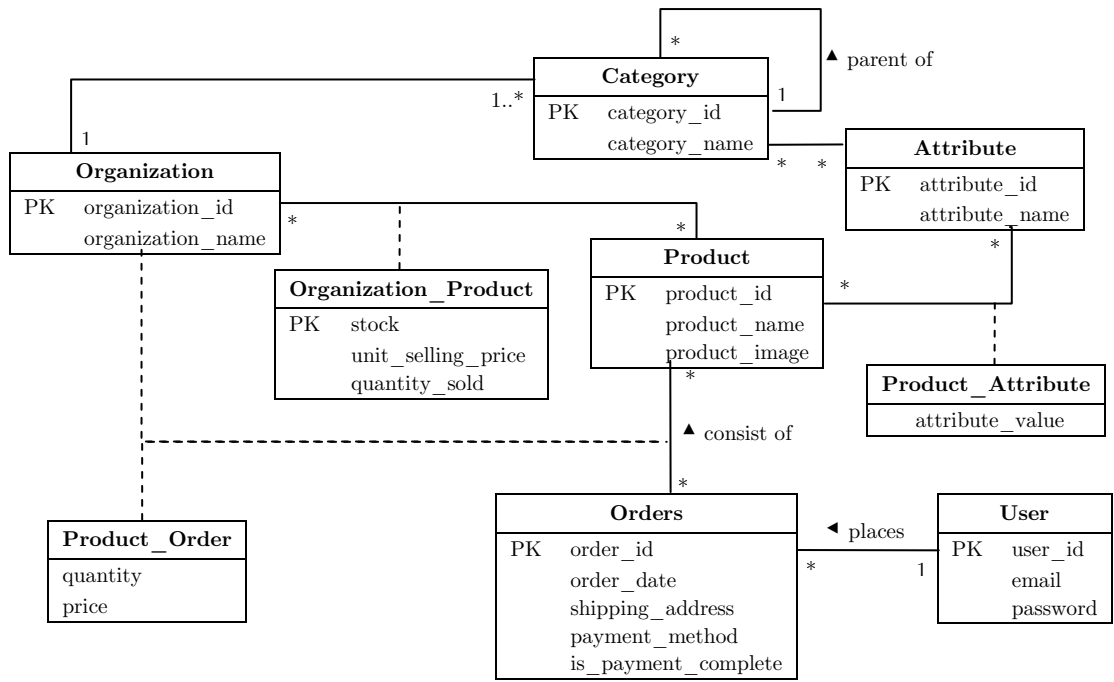 *
▲ parent of
Category
1..*
1
PK category_id
category_name
*
*
1
Attribute
PK attribute_id
attribute_name
*
Organization
PK organization_id
organization_name
*
*
Product
PK product_id
product_name
product_image
*
*
Organization_Product
PK stock
unit_selling_price
quantity_sold
Product_Attribute
attribute_value
▲ consist of
*
Orders
PK order_id
order_date
shipping_address
payment_method
is_payment_complete
◄ places
*
1
User
PK user_id
email
password
Product_Order
quantity
price